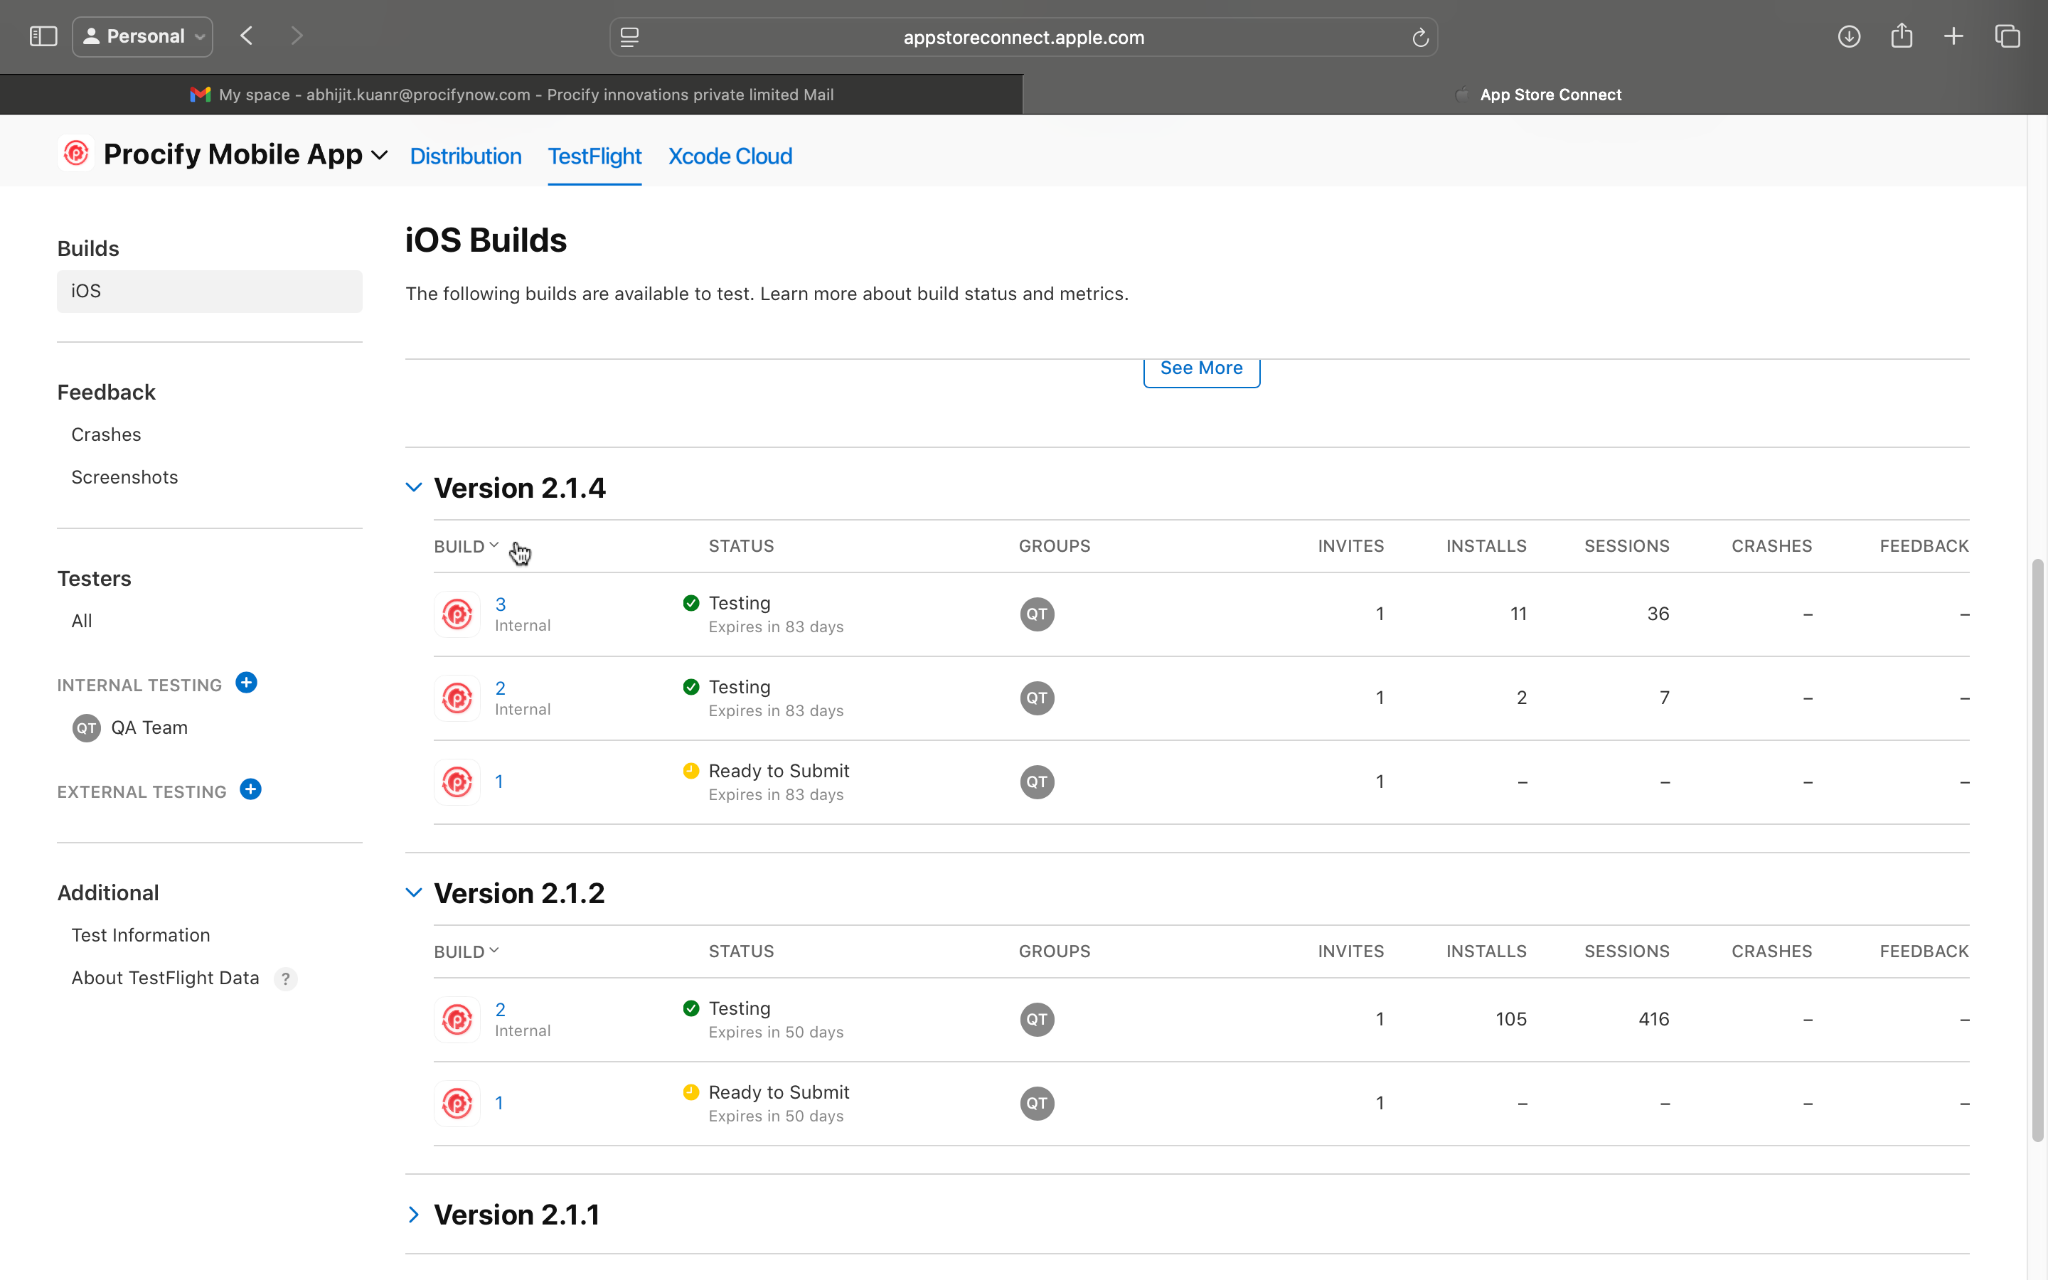 Personal
appstoreconnect.apple.com
My space - abhijit.kuanr@procifynow.com - Procify innovations private limited Mail
App Store Connect
Procify Mobile App Distribution TestFlight Xcode Cloud
Builds
iOS
Feedback
Crashes
Screenshots
Testers
All
INTERNAL TESTING
QT QA Team
EXTERNAL TESTING
Additional
Test Information
About TestFlight Data ?
iOS Builds
The following builds are available to test. Learn more about build status and metrics.
See More
Version 2.1.4
BUILD STATUS GROUPS INVITES INSTALLS SESSIONS CRASHES FEEDBACK
3 Testing QT 1 11 36 – –
Internal Expires in 83 days
2 Testing QT 1 2 7 – –
Internal Expires in 83 days
1 Ready to Submit QT 1 – – – –
Expires in 83 days
Version 2.1.2
BUILD STATUS GROUPS INVITES INSTALLS SESSIONS CRASHES FEEDBACK
2 Testing QT 1 105 416 – –
Internal Expires in 50 days
1 Ready to Submit QT 1 – – – –
Expires in 50 days
Version 2.1.1